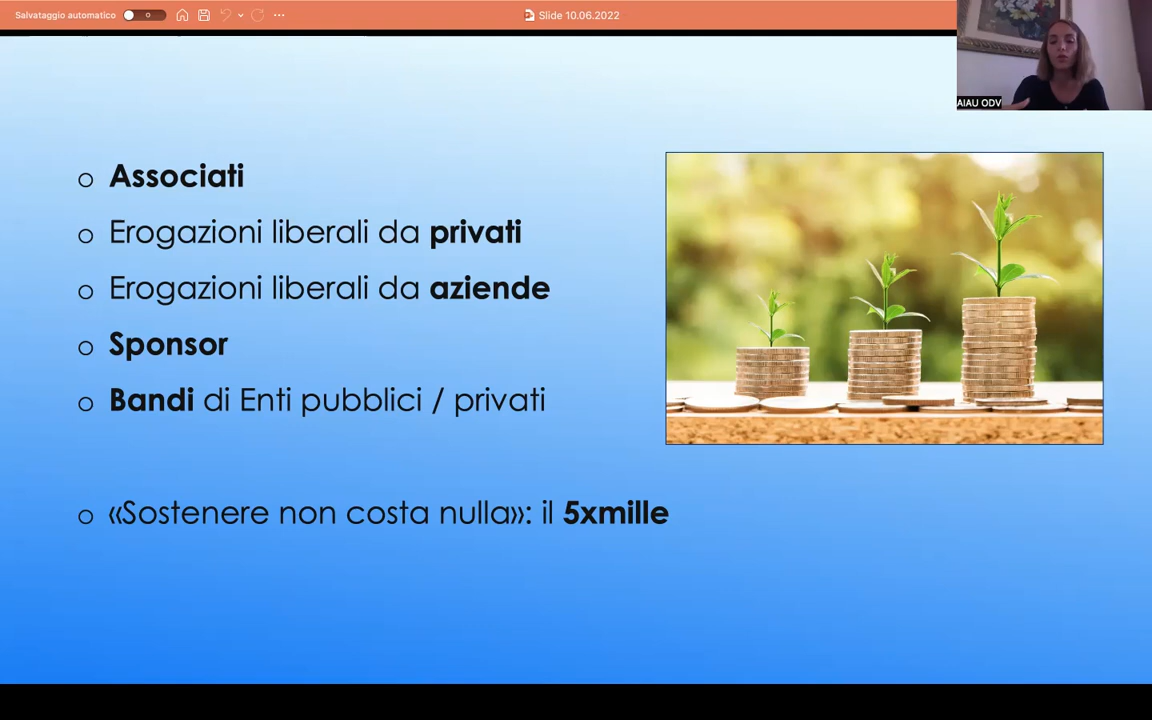 Salvataggio automatico
Slide 10.06.2022
AIAU ODV
Associati
Erogazioni liberali da privati
Erogazioni liberali da aziende
Sponsor
Bandi di Enti pubblici / privati
«Sostenere non costa nulla»: il 5xmille